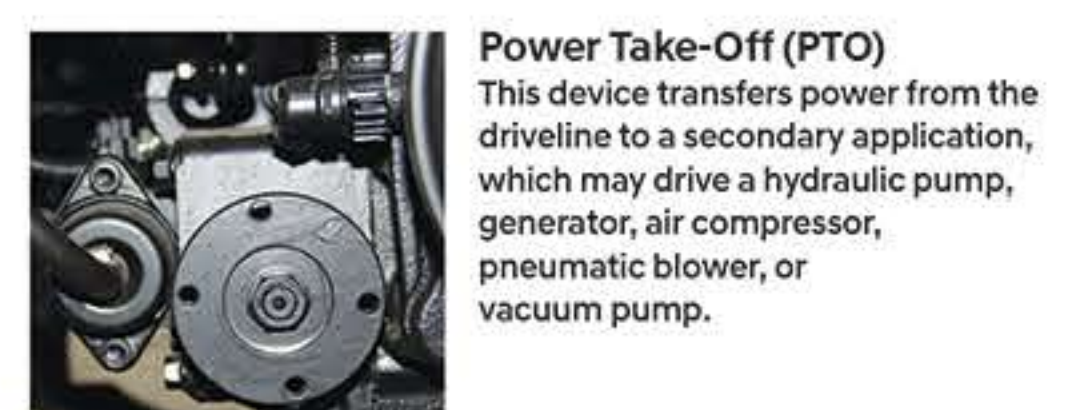 Power Take-Off (PTO)
This device transfers power from the
driveline to a secondary application,
which may drive a hydraulic pump,
generator, air compressor,
pneumatic blower, or
vacuum pump.